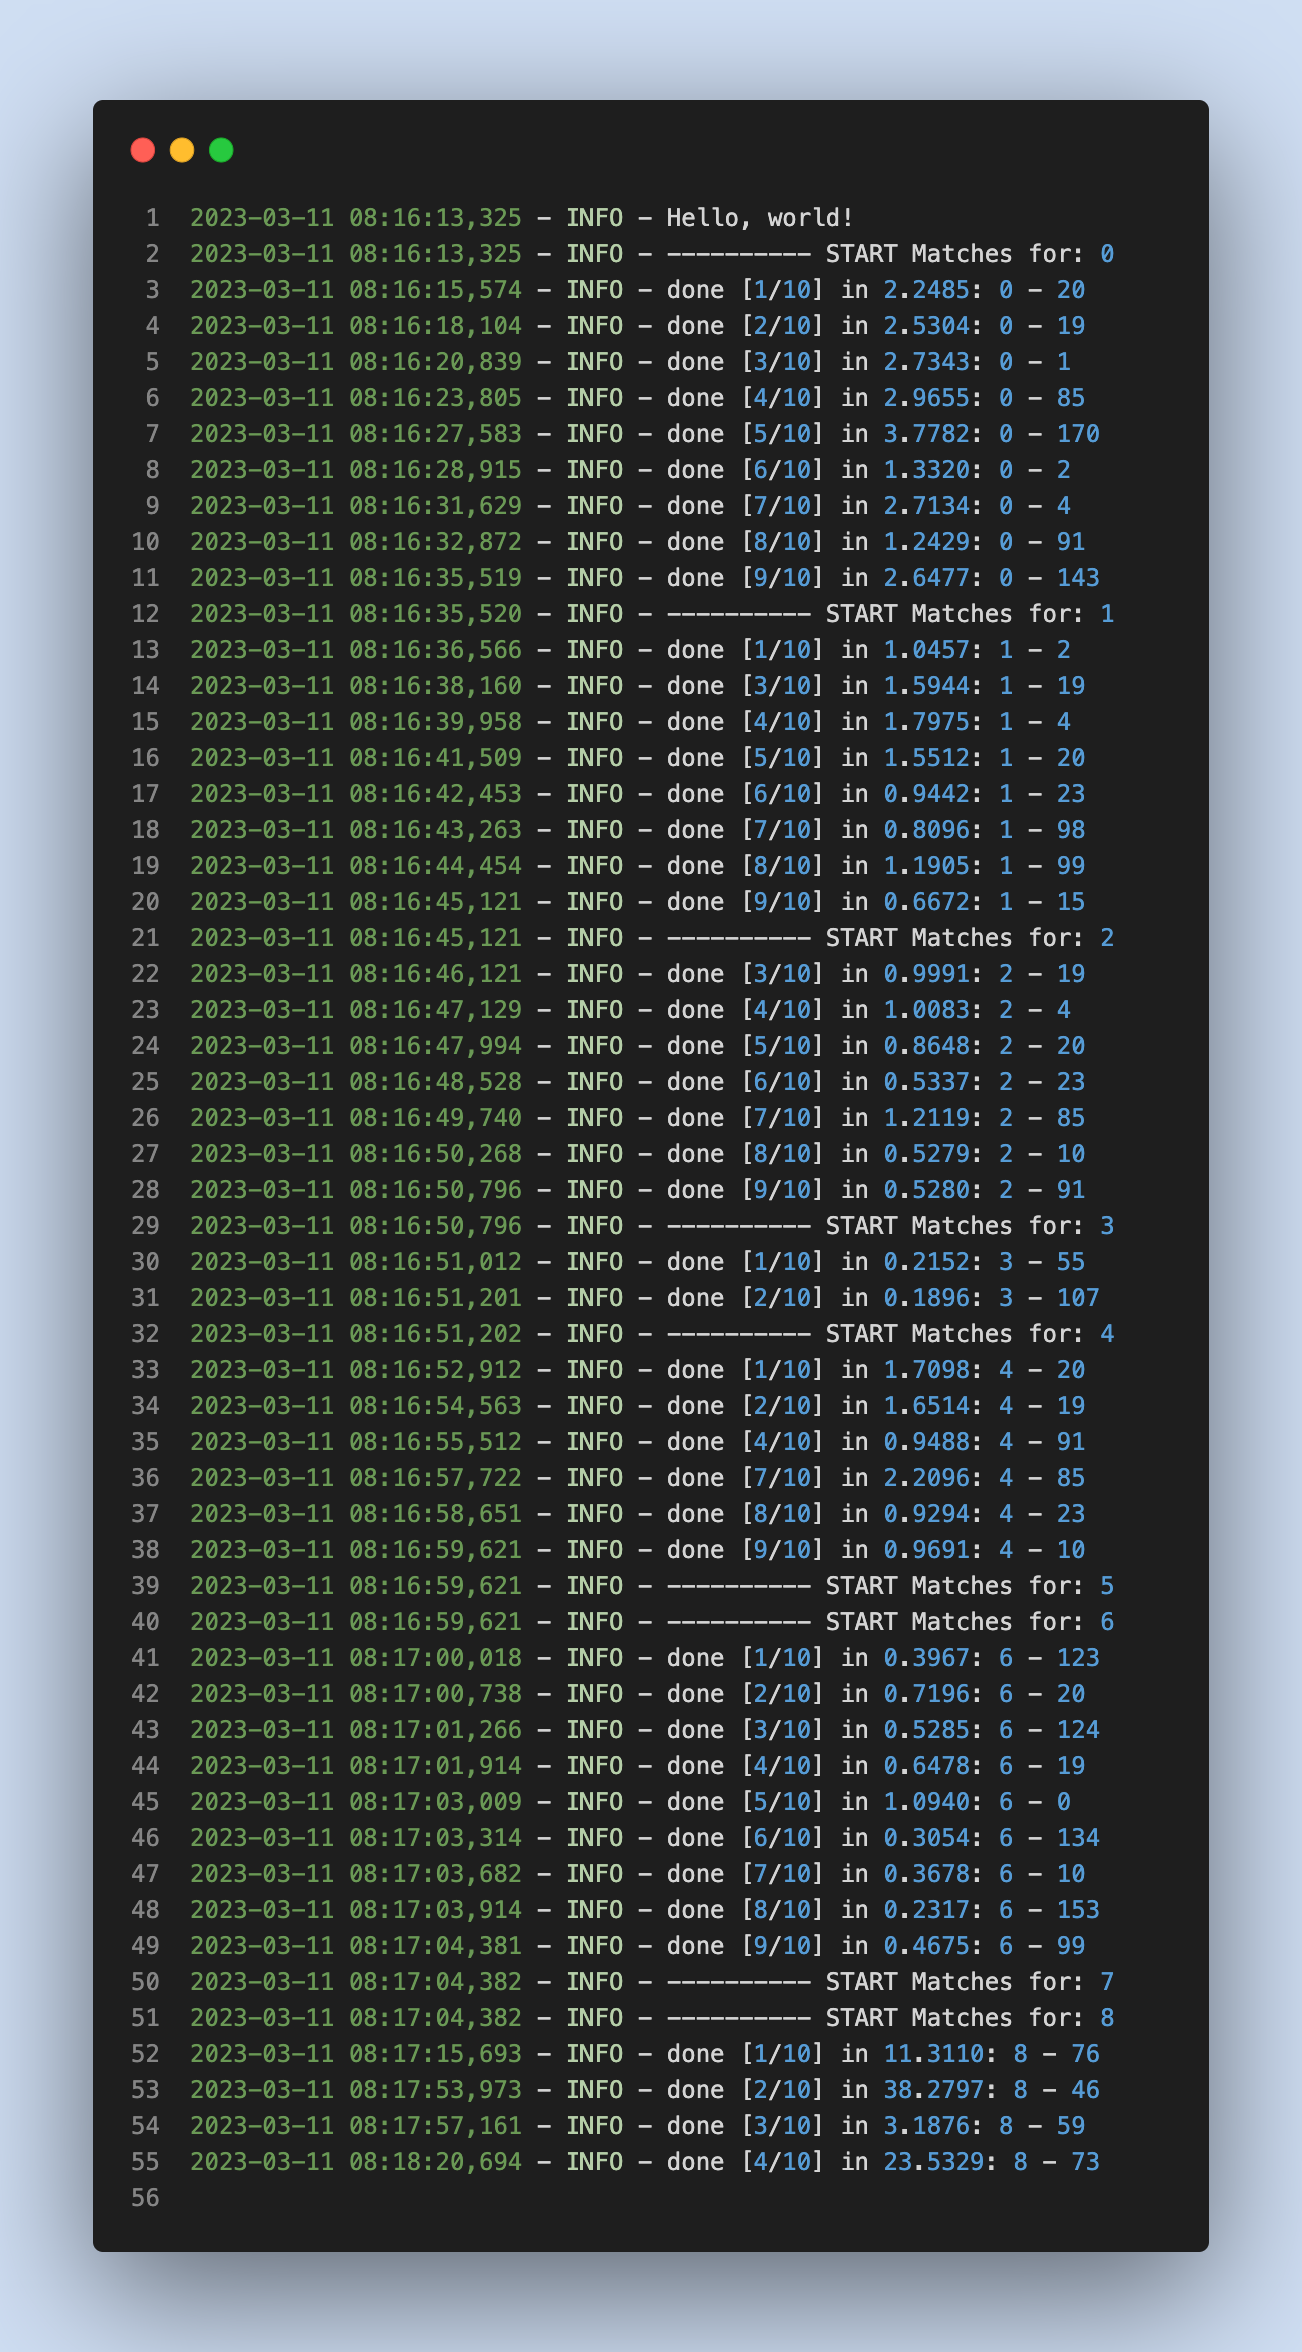 1 2023-03-11 08:16:13,325 - INFO - Hello, world!
2 2023-03-11 08:16:13,325 - INFO - ---------- START Matches for: 0
3 2023-03-11 08:16:15,574 - INFO - done [1/10] in 2.2485: 0 - 20
4 2023-03-11 08:16:18,104 - INFO - done [2/10] in 2.5304: 0 - 19
5 2023-03-11 08:16:20,839 - INFO - done [3/10] in 2.7343: 0 - 1
6 2023-03-11 08:16:23,805 - INFO - done [4/10] in 2.9655: 0 - 85
7 2023-03-11 08:16:27,583 - INFO - done [5/10] in 3.7782: 0 - 170
8 2023-03-11 08:16:28,915 - INFO - done [6/10] in 1.3320: 0 - 2
9 2023-03-11 08:16:31,629 - INFO - done [7/10] in 2.7134: 0 - 4
10 2023-03-11 08:16:32,872 - INFO - done [8/10] in 1.2429: 0 - 91
11 2023-03-11 08:16:35,519 - INFO - done [9/10] in 2.6477: 0 - 143
12 2023-03-11 08:16:35,520 - INFO - ---------- START Matches for: 1
13 2023-03-11 08:16:36,566 - INFO - done [1/10] in 1.0457: 1 - 2
14 2023-03-11 08:16:38,160 - INFO - done [3/10] in 1.5944: 1 - 19
15 2023-03-11 08:16:39,958 - INFO - done [4/10] in 1.7975: 1 - 4
16 2023-03-11 08:16:41,509 - INFO - done [5/10] in 1.5512: 1 - 20
17 2023-03-11 08:16:42,453 - INFO - done [6/10] in 0.9442: 1 - 23
18 2023-03-11 08:16:43,263 - INFO - done [7/10] in 0.8096: 1 - 98
19 2023-03-11 08:16:44,454 - INFO - done [8/10] in 1.1905: 1 - 99
20 2023-03-11 08:16:45,121 - INFO - done [9/10] in 0.6672: 1 - 15
21 2023-03-11 08:16:45,121 - INFO - ---------- START Matches for: 2
22 2023-03-11 08:16:46,121 - INFO - done [3/10] in 0.9991: 2 - 19
23 2023-03-11 08:16:47,129 - INFO - done [4/10] in 1.0083: 2 - 4
24 2023-03-11 08:16:47,994 - INFO - done [5/10] in 0.8648: 2 - 20
25 2023-03-11 08:16:48,528 - INFO - done [6/10] in 0.5337: 2 - 23
26 2023-03-11 08:16:49,740 - INFO - done [7/10] in 1.2119: 2 - 85
27 2023-03-11 08:16:50,268 - INFO - done [8/10] in 0.5279: 2 - 10
28 2023-03-11 08:16:50,796 - INFO - done [9/10] in 0.5280: 2 - 91
29 2023-03-11 08:16:50,796 - INFO - ---------- START Matches for: 3
30 2023-03-11 08:16:51,012 - INFO - done [1/10] in 0.2152: 3 - 55
31 2023-03-11 08:16:51,201 - INFO - done [2/10] in 0.1896: 3 - 107
32 2023-03-11 08:16:51,202 - INFO - ---------- START Matches for: 4
33 2023-03-11 08:16:52,912 - INFO - done [1/10] in 1.7098: 4 - 20
34 2023-03-11 08:16:54,563 - INFO - done [2/10] in 1.6514: 4 - 19
35 2023-03-11 08:16:55,512 - INFO - done [4/10] in 0.9488: 4 - 91
36 2023-03-11 08:16:57,722 - INFO - done [7/10] in 2.2096: 4 - 85
37 2023-03-11 08:16:58,651 - INFO - done [8/10] in 0.9294: 4 - 23
38 2023-03-11 08:16:59,621 - INFO - done [9/10] in 0.9691: 4 - 10
39 2023-03-11 08:16:59,621 - INFO - ---------- START Matches for: 5
40 2023-03-11 08:16:59,621 - INFO - ---------- START Matches for: 6
41 2023-03-11 08:17:00,018 - INFO - done [1/10] in 0.3967: 6 - 123
42 2023-03-11 08:17:00,738 - INFO - done [2/10] in 0.7196: 6 - 20
43 2023-03-11 08:17:01,266 - INFO - done [3/10] in 0.5285: 6 - 124
44 2023-03-11 08:17:01,914 - INFO - done [4/10] in 0.6478: 6 - 19
45 2023-03-11 08:17:03,009 - INFO - done [5/10] in 1.0940: 6 - 0
46 2023-03-11 08:17:03,314 - INFO - done [6/10] in 0.3054: 6 - 134
47 2023-03-11 08:17:03,682 - INFO - done [7/10] in 0.3678: 6 - 10
48 2023-03-11 08:17:03,914 - INFO - done [8/10] in 0.2317: 6 - 153
49 2023-03-11 08:17:04,381 - INFO - done [9/10] in 0.4675: 6 - 99
50 2023-03-11 08:17:04,382 - INFO - ---------- START Matches for: 7
51 2023-03-11 08:17:04,382 - INFO - ---------- START Matches for: 8
52 2023-03-11 08:17:15,693 - INFO - done [1/10] in 11.3110: 8 - 76
53 2023-03-11 08:17:53,973 - INFO - done [2/10] in 38.2797: 8 - 46
54 2023-03-11 08:17:57,161 - INFO - done [3/10] in 3.1876: 8 - 59
55 2023-03-11 08:18:20,694 - INFO - done [4/10] in 23.5329: 8 - 73
56